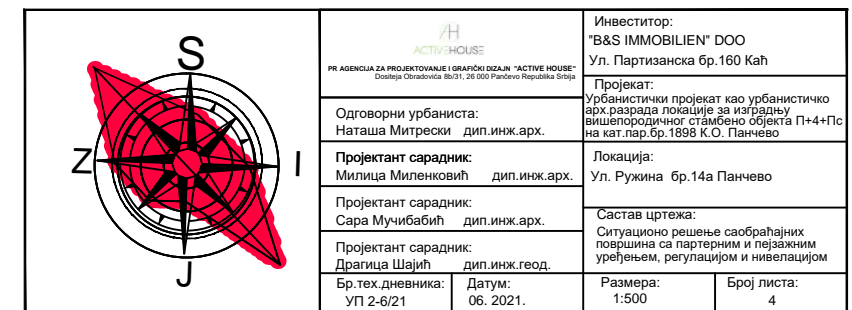 S
Z
I
J
ACTIVEHOUSE
PR AGENCIJA ZA PROJEKTOVANJE I GRAFIČKI DIZAJN "ACTIVE HOUSE"
Dositeja Obradovića 8b/31, 26 000 Pančevo Republika Srbija
Одговорни урбаниста:
Наташа Митрески дип.инж.арх.
Пројектант сарадник:
Милица Миленковић дип.инж.арх.
Пројектант сарадник:
Сара Мучибабић дип.инж.арх.
Пројектант сарадник:
Драгица Шајић дип.инж.геод.
Бр.тех.дневника:
УП 2-6/21
Датум:
06. 2021.
Инвеститор:
"B&S IMMOBILIEN" DOO
Ул. Партизанска бр.160 Каћ
Пројекат:
Урбанистички пројекат као урбанистичко
арх.разрада локације за изградњу
вишепородичног стамбено објекта П+4+Пс
на кат.пар.бр.1898 К.О. Панчево
Локација:
Ул. Ружина бр.14а Панчево
Састав цртежа:
Ситуационо решење саобраћајних
површина са партерним и пејзажним
уређењем, регулацијом и нивелацијом
Размера:
1:500
Број листа:
4